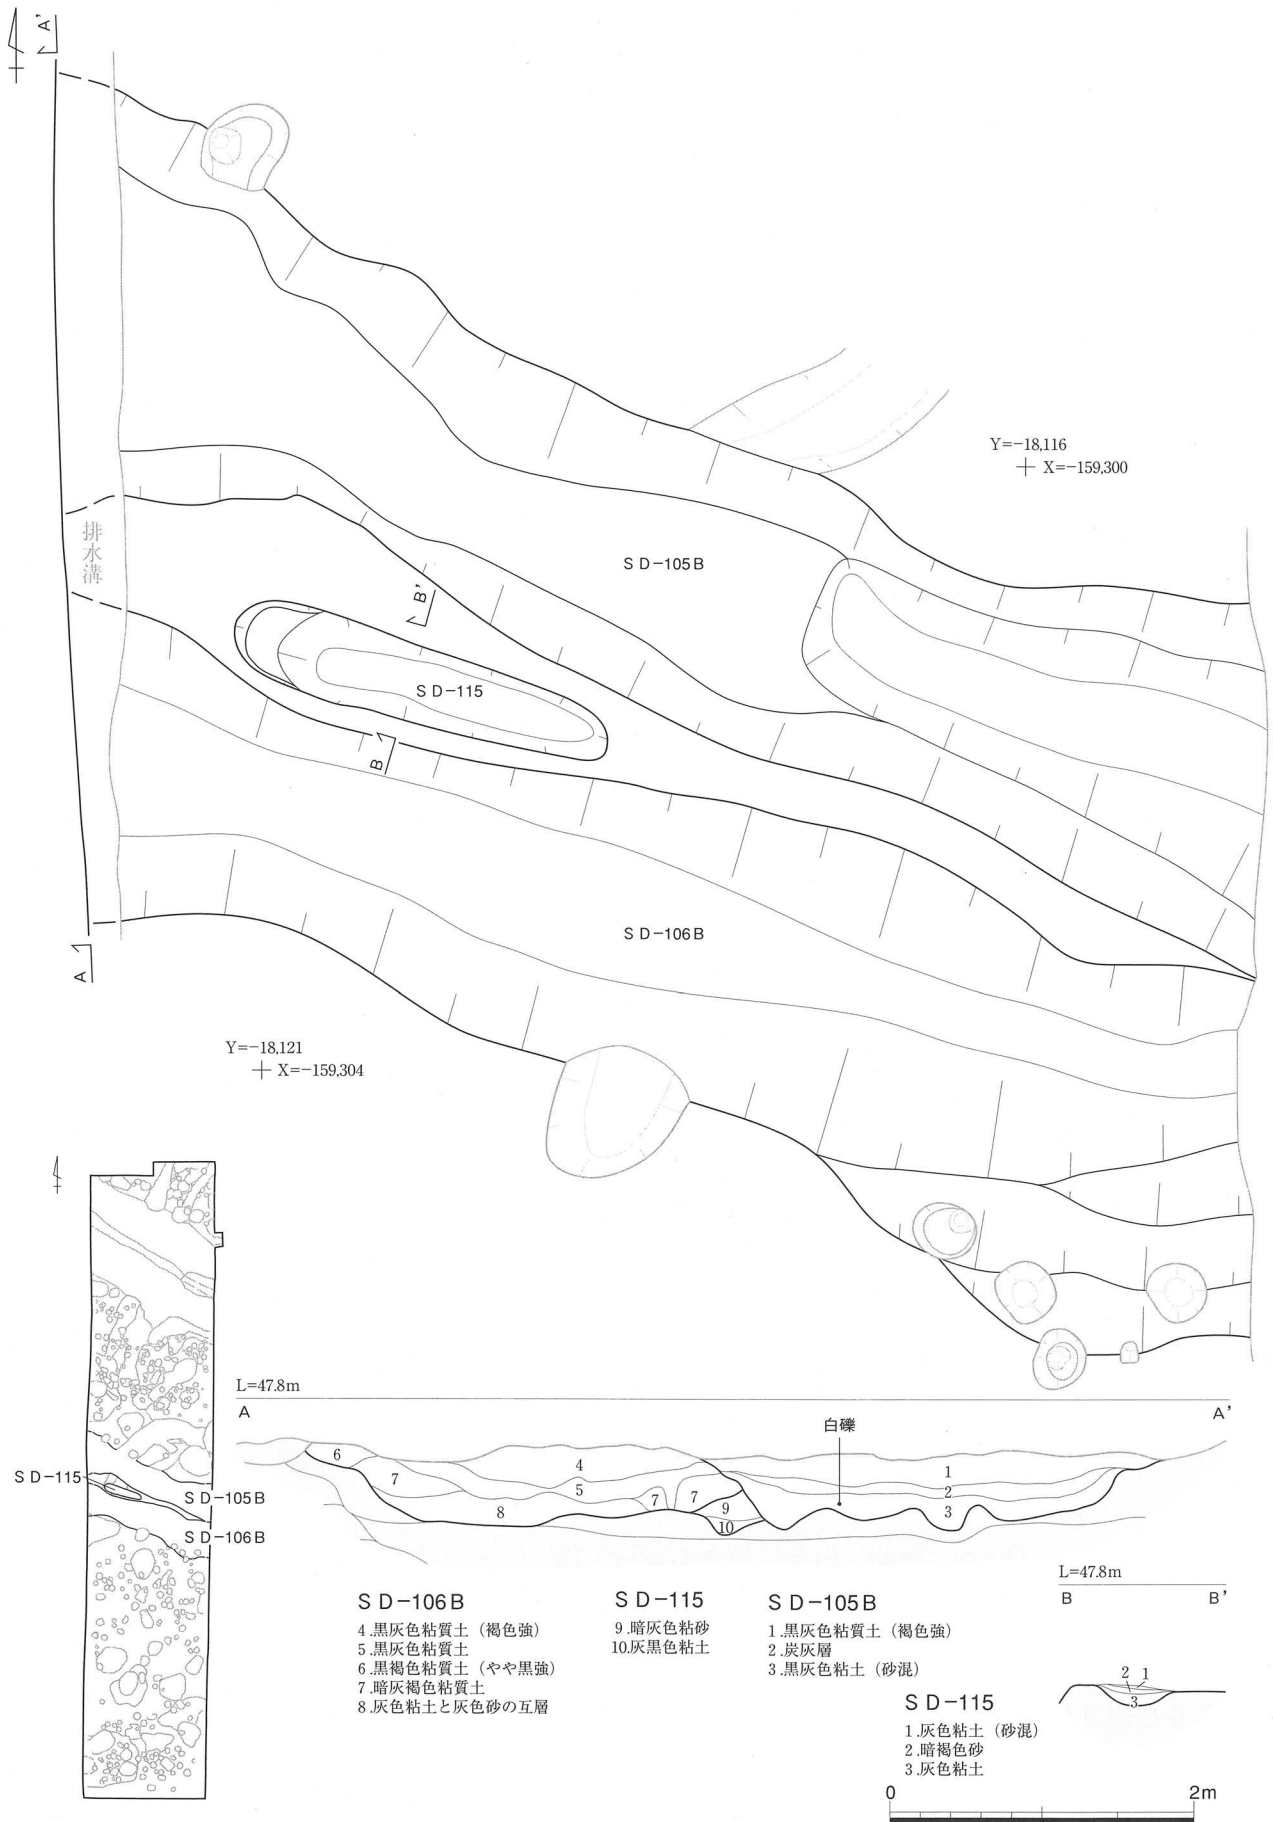 A'
Y=−18,116
X=−159,300
排水溝
SD−105B
B'
SD−115
B
SD−106B
A
Y=−18,121
X=−159,304
L=47.8m
A
A'
白礫
6
4
1
7
5
2
7
7
9
8
3
10
SD−115
SD−105B
SD−106B
L=47.8m
B
B'
SD−106B
4.黒灰色粘質土（褐色強）
5.黒灰色粘質土
6.黒褐色粘質土（やや黒強）
7.暗灰褐色粘質土
8.灰色粘土と灰色砂の互層
SD−115
9.暗灰色粘砂
10.灰黒色粘土
SD−105B
1.黒灰色粘質土（褐色強）
2.炭灰層
3.黒灰色粘土（砂混）
2 1
3
SD−115
1.灰色粘土（砂混）
2.暗褐色砂
3.灰色粘土
0
2m